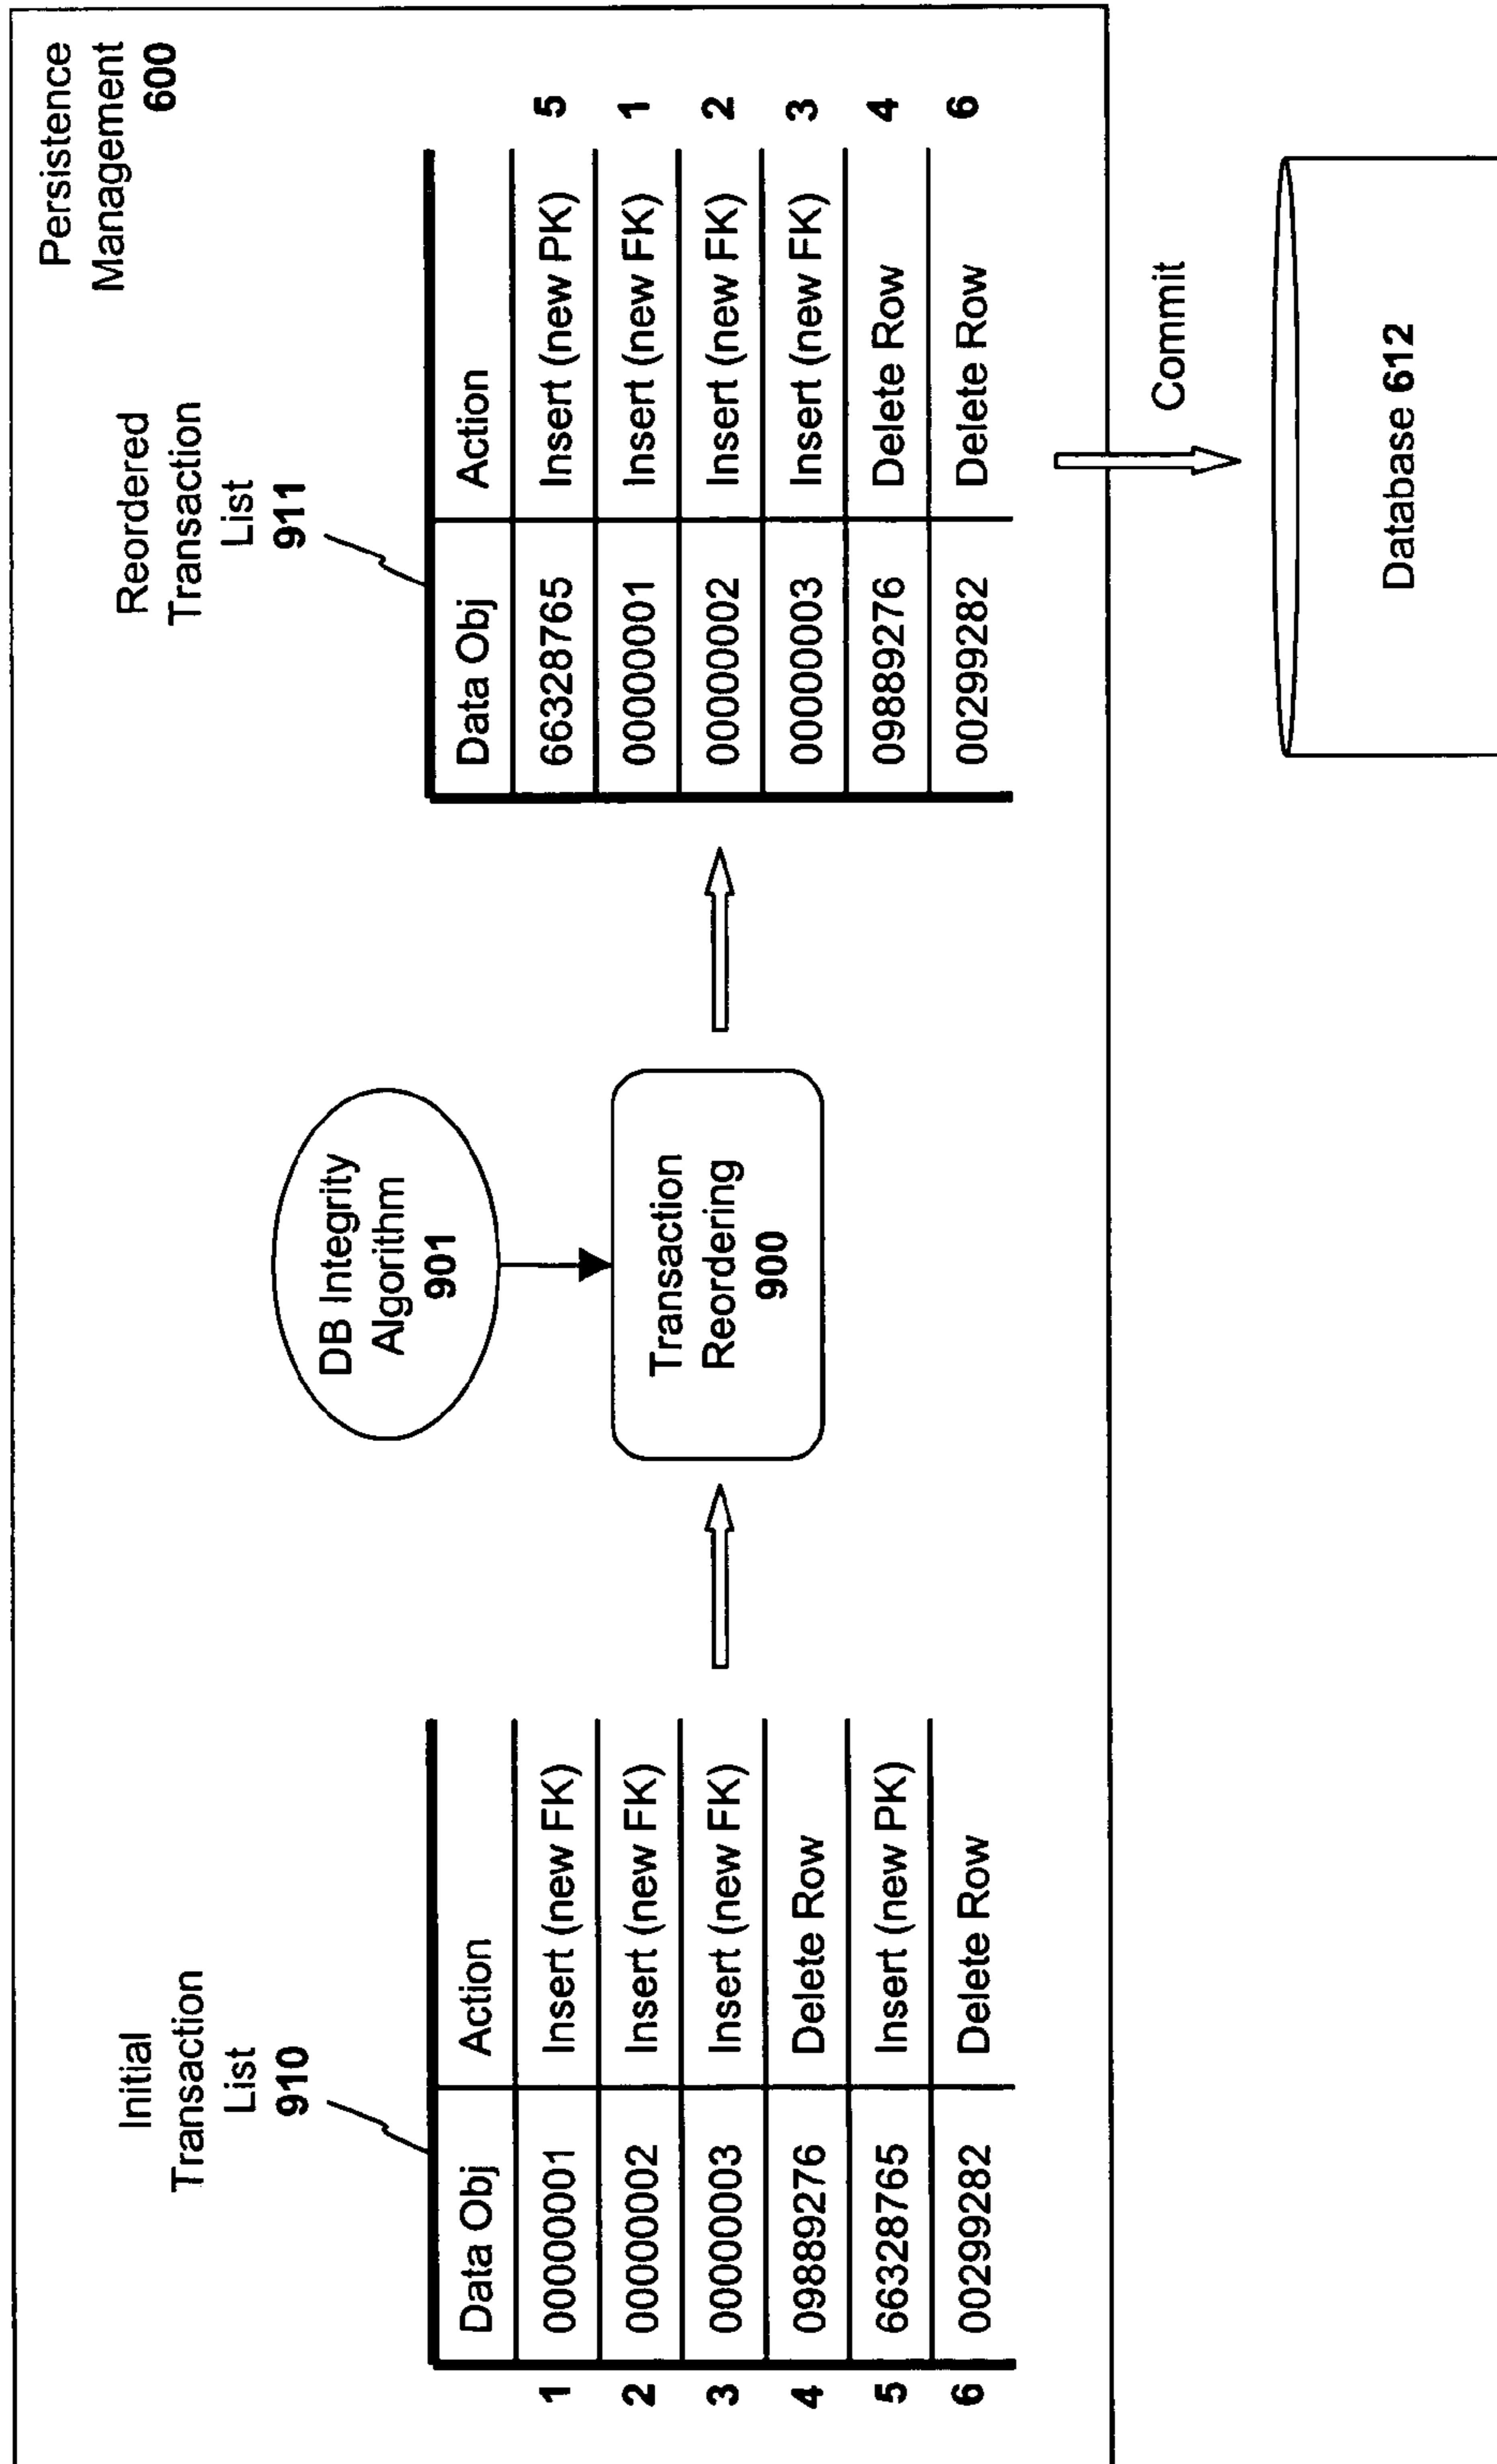 Persistence
Management
600
Initial
Transaction
List
910
Data Obj Action
1 00000001 Insert (new FK)
2 00000002 Insert (new FK)
3 00000003 Insert (new FK)
4 09889276 Delete Row
5 66328765 Insert (new PK)
6 00299282 Delete Row
DB Integrity
Algorithm
901
Transaction
Reordering
900
Reordered
Transaction
List
911
Data Obj Action
66328765 Insert (new PK) 5
00000001 Insert (new FK) 1
00000002 Insert (new FK) 2
00000003 Insert (new FK) 3
09889276 Delete Row 4
00299282 Delete Row 6
Commit
Database 612